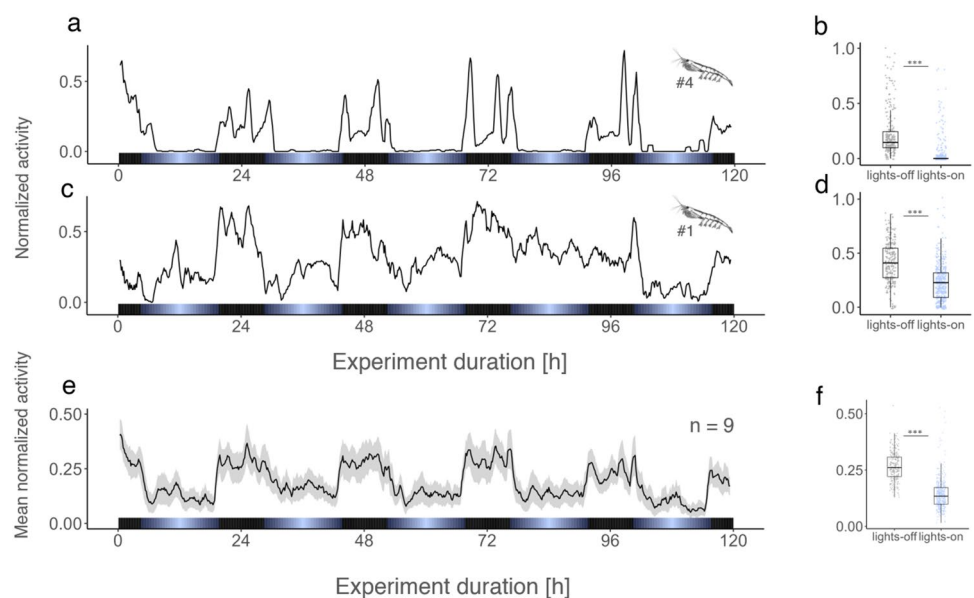 a
b
Normalized activity
0.5
0.0
#4
1.0
0.5
0.0
***
lights-off lights-on
0 24 48 72 96 120
c
d
0.5
0.0
#1
1.0
0.5
0.0
***
lights-off lights-on
0 24 48 72 96 120
Experiment duration [h]
e
f
Mean normalized activity
0.50
0.25
0.00
n = 9
0.50
0.25
0.00
***
lights-off lights-on
0 24 48 72 96 120
Experiment duration [h]